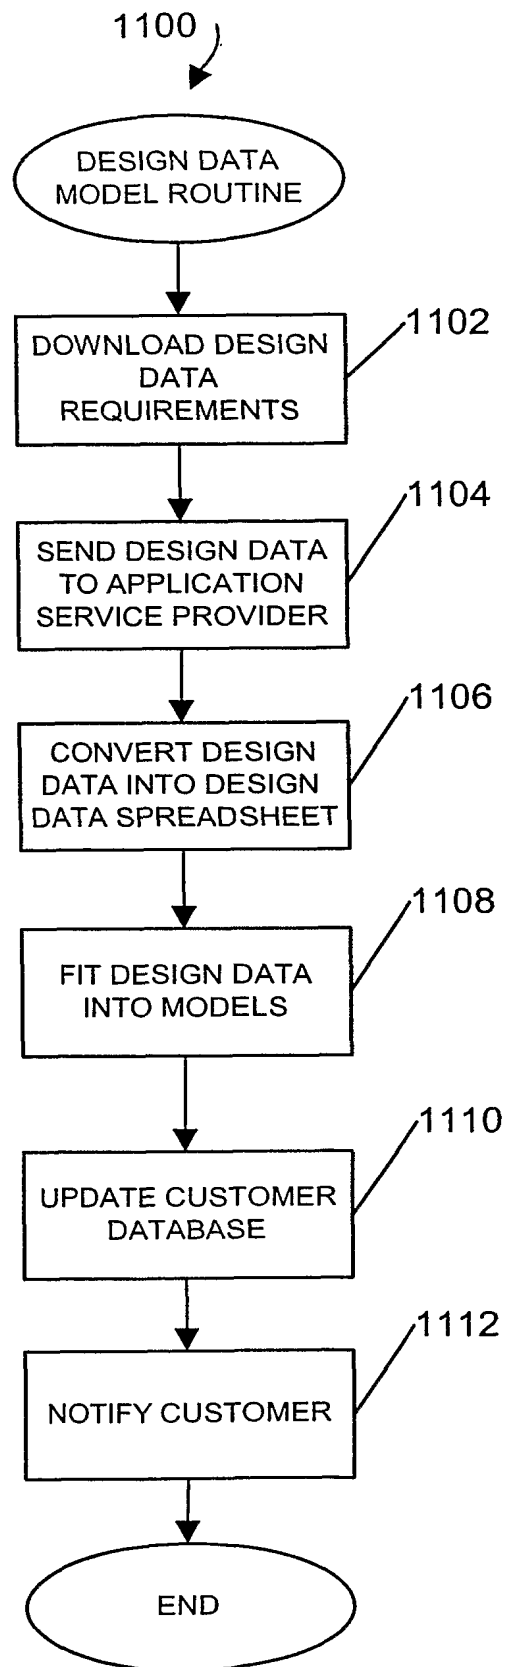 1100
DESIGN DATA
MODEL ROUTINE
1102
DOWNLOAD DESIGN
DATA
REQUIREMENTS
1104
SEND DESIGN DATA
TO APPLICATION
SERVICE PROVIDER
1106
CONVERT DESIGN
DATA INTO DESIGN
DATA SPREADSHEET
1108
FIT DESIGN DATA
INTO MODELS
1110
UPDATE CUSTOMER
DATABASE
1112
NOTIFY CUSTOMER
END